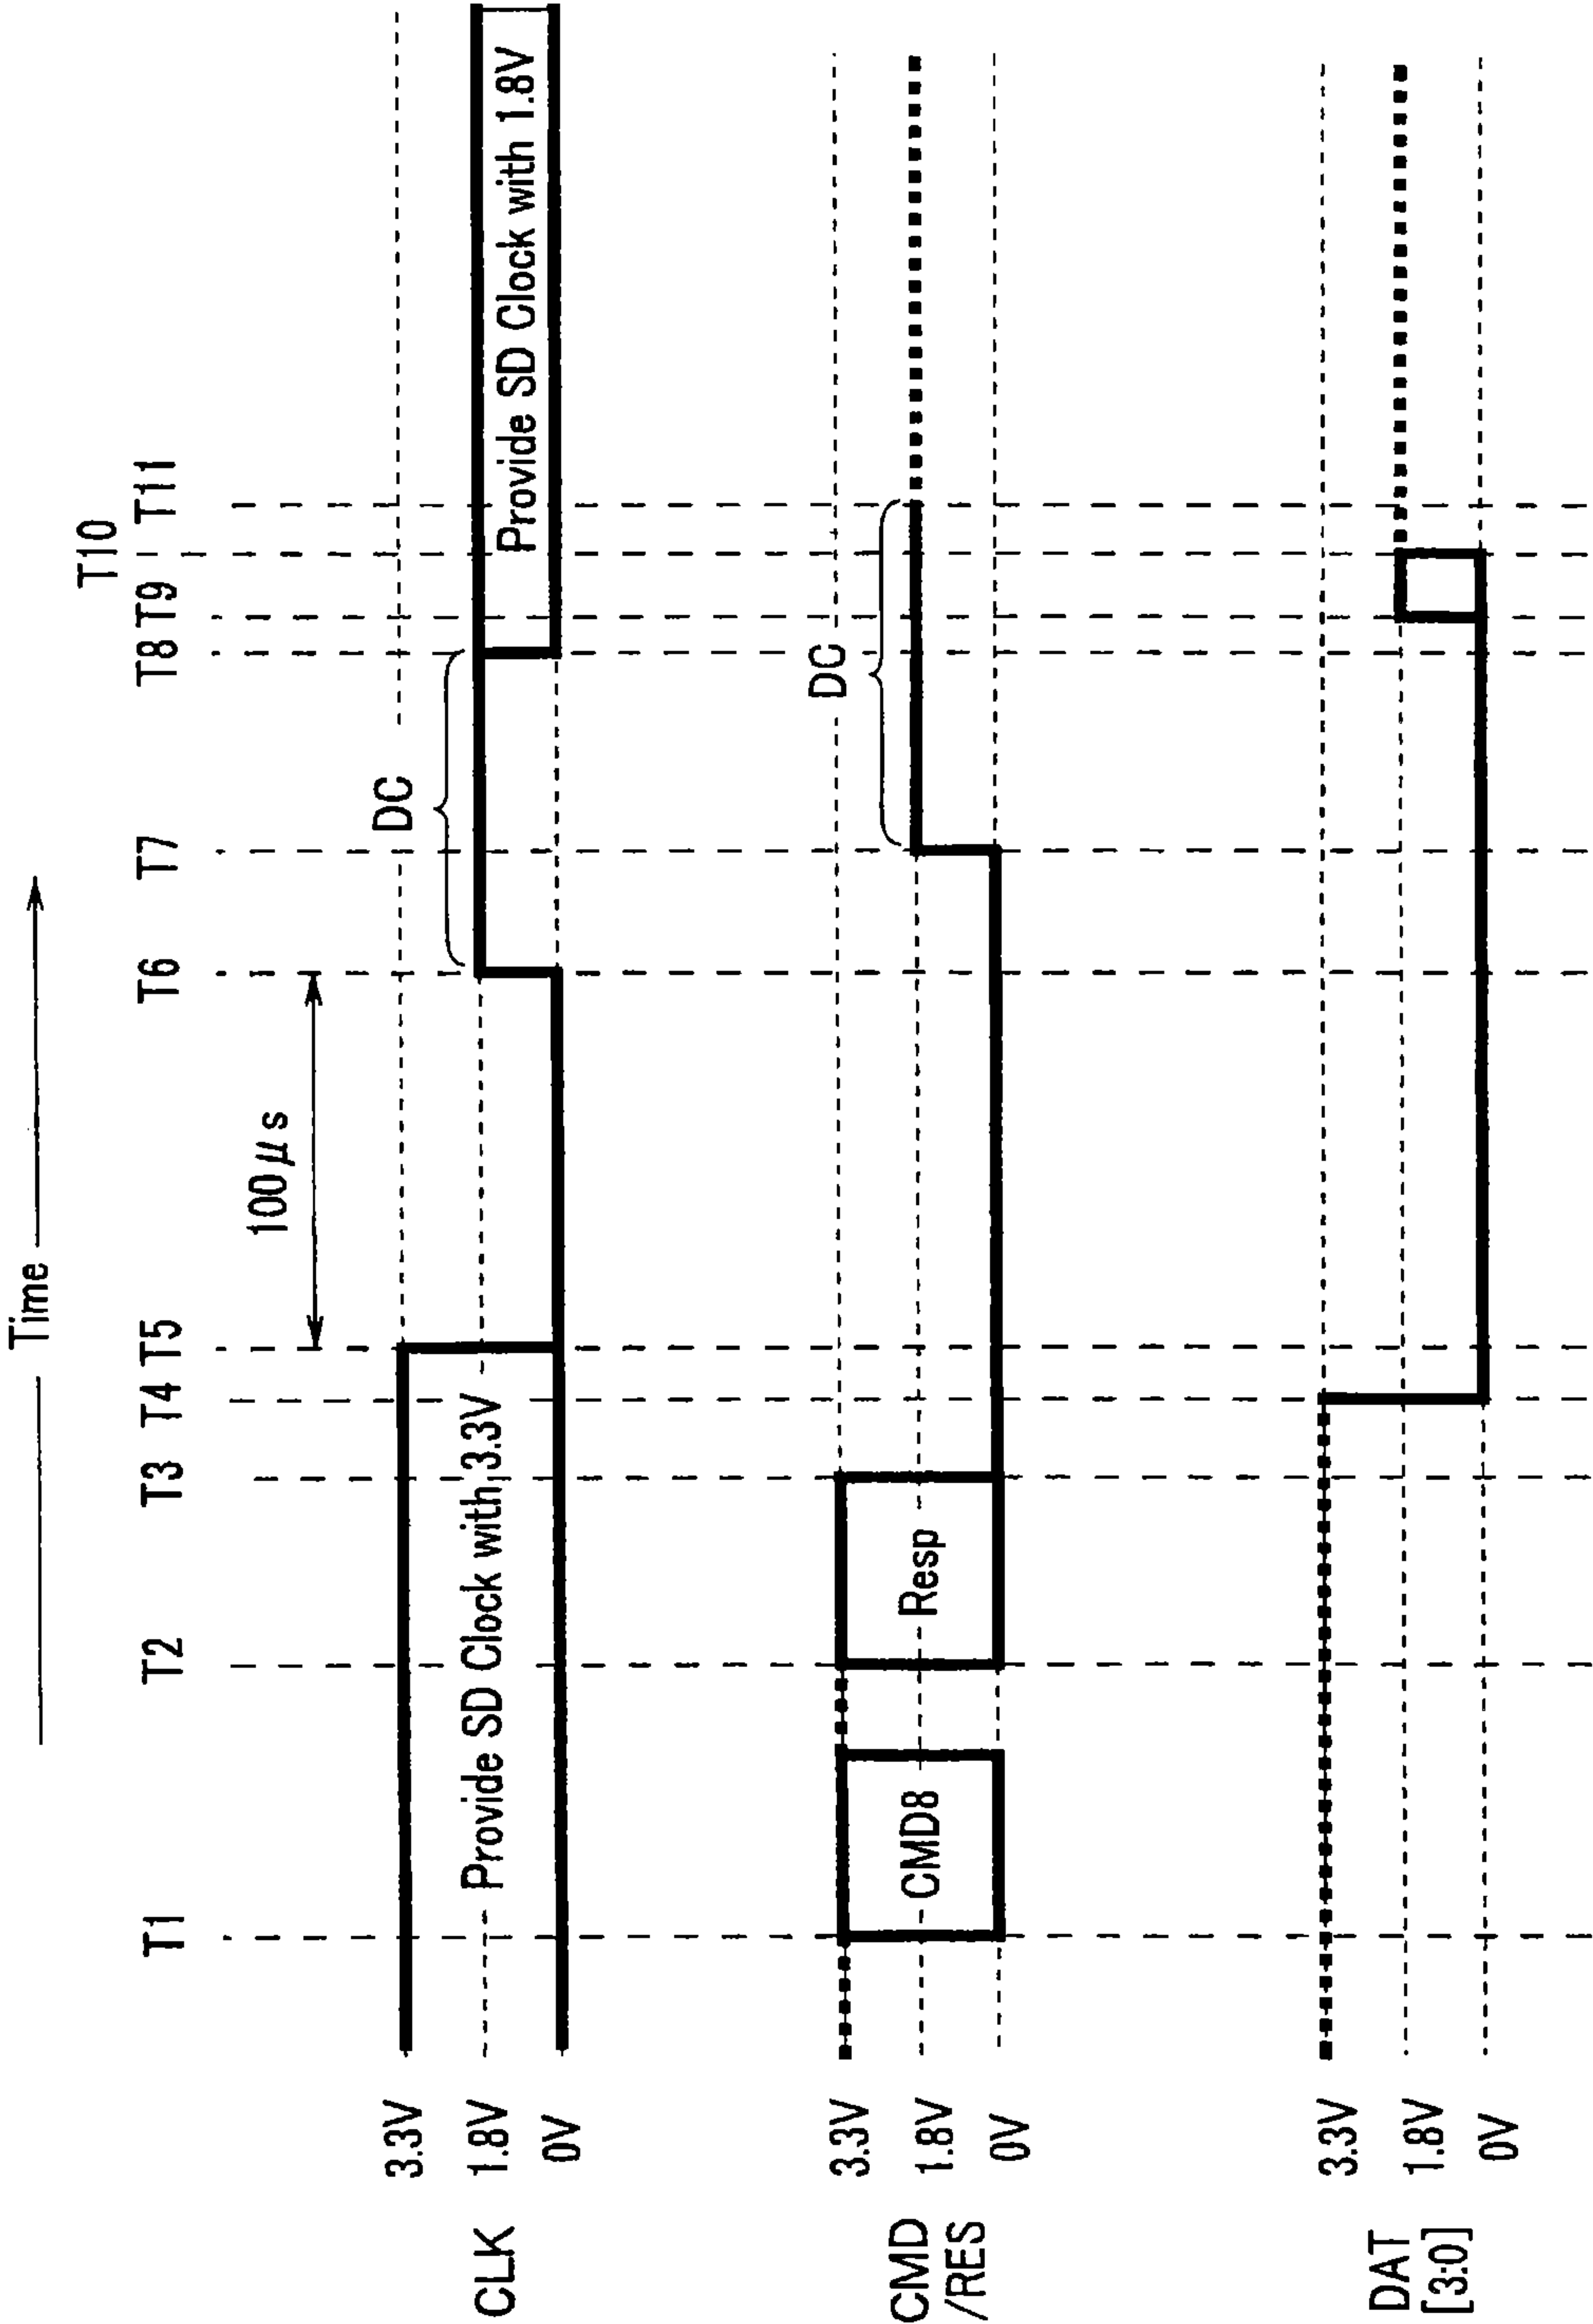 Time
T10
T1
T2
T3
T4
T5
T6
T7
T8
T9
T11
100μs
DC
3.3V
CLK
1.8V
Provide SD Clock with 3.3V
Provide SD Clock with 1.8V
0V
DC
3.3V
CMD
/RES
1.8V
CMD8
Resp
0V
3.3V
DAT
[3:0]
1.8V
0V